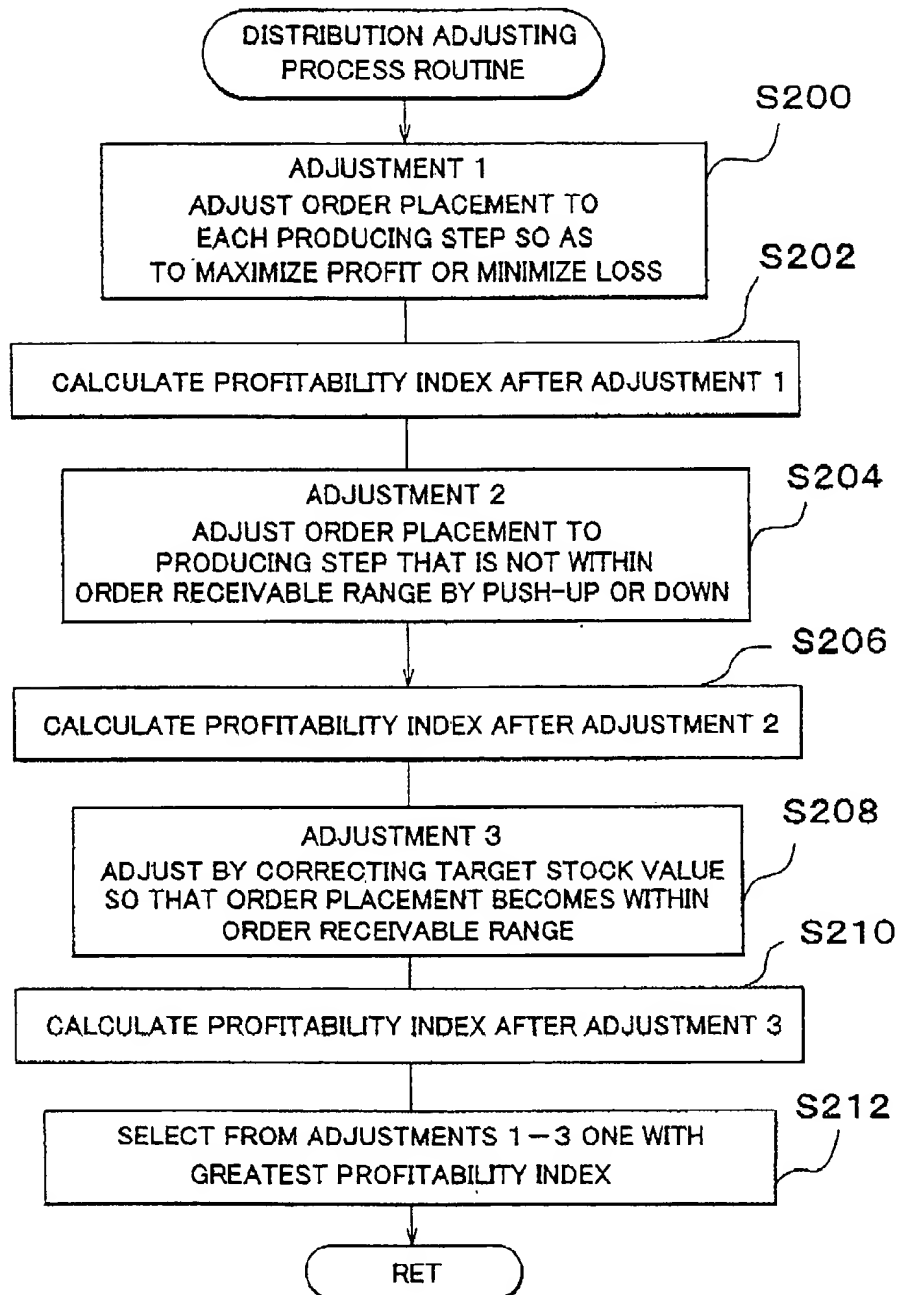 DISTRIBUTION ADJUSTING
PROCESS ROUTINE
S200
ADJUSTMENT 1
ADJUST ORDER PLACEMENT TO
EACH PRODUCING STEP SO AS
TO MAXIMIZE PROFIT OR MINIMIZE LOSS
S202
CALCULATE PROFITABILITY INDEX AFTER ADJUSTMENT 1
S204
ADJUSTMENT 2
ADJUST ORDER PLACEMENT TO
PRODUCING STEP THAT IS NOT WITHIN
ORDER RECEIVABLE RANGE BY PUSH-UP OR DOWN
S206
CALCULATE PROFITABILITY INDEX AFTER ADJUSTMENT 2
S208
ADJUSTMENT 3
ADJUST BY CORRECTING TARGET STOCK VALUE
SO THAT ORDER PLACEMENT BECOMES WITHIN
ORDER RECEIVABLE RANGE
S210
CALCULATE PROFITABILITY INDEX AFTER ADJUSTMENT 3
S212
SELECT FROM ADJUSTMENTS 1-3 ONE WITH
GREATEST PROFITABILITY INDEX
RET